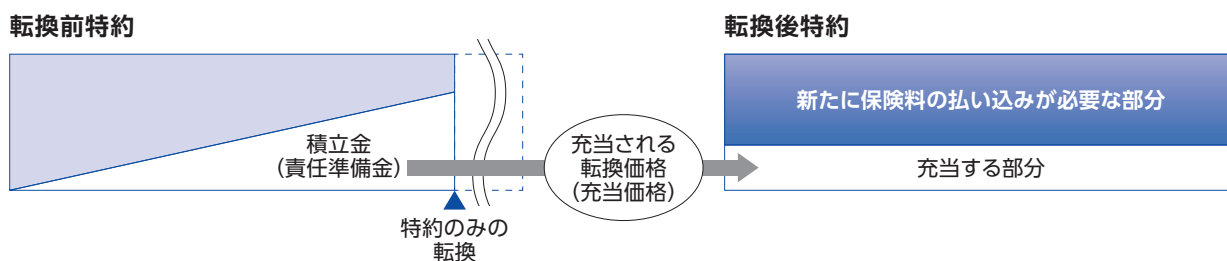 転換前特約
積立金
(責任準備金)
特約のみの
転換
充当される
転換価格
(充当価格)
転換後特約
新たに保険料の払い込みが必要な部分
充当する部分